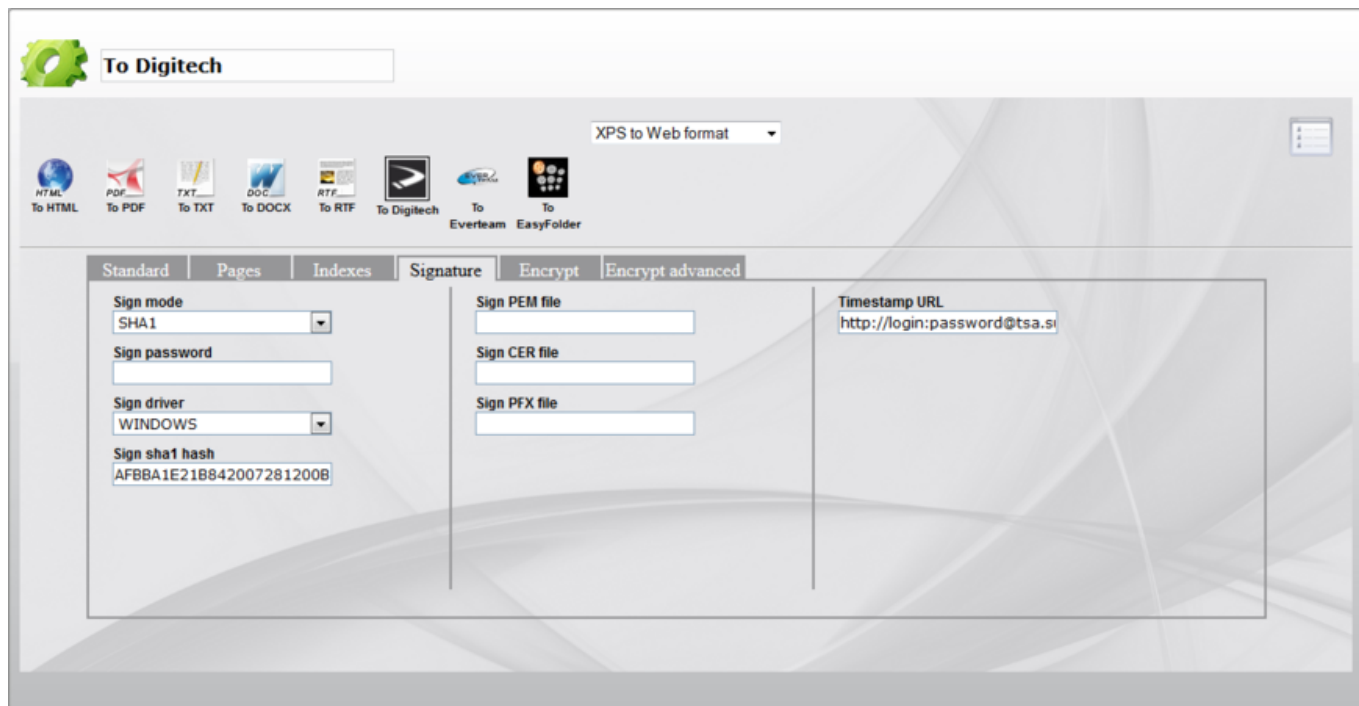 To Digitech
XPS to Web format
HTML
PDF
TXT
DOC
RTF
EVER
To HTML
To PDF
To TXT
To DOCX
To RTF
To Digitech
To
Everteam
To
EasyFolder
Standard
Pages
Indexes
Signature
Encrypt
Encrypt advanced
Sign mode
SHA1
Sign password
Sign driver
WINDOWS
Sign sha1 hash
AFBBA1E21B842007281200B
Sign PEM file
Sign CER file
Sign PFX file
Timestamp URL
http://login:password@tsa.s